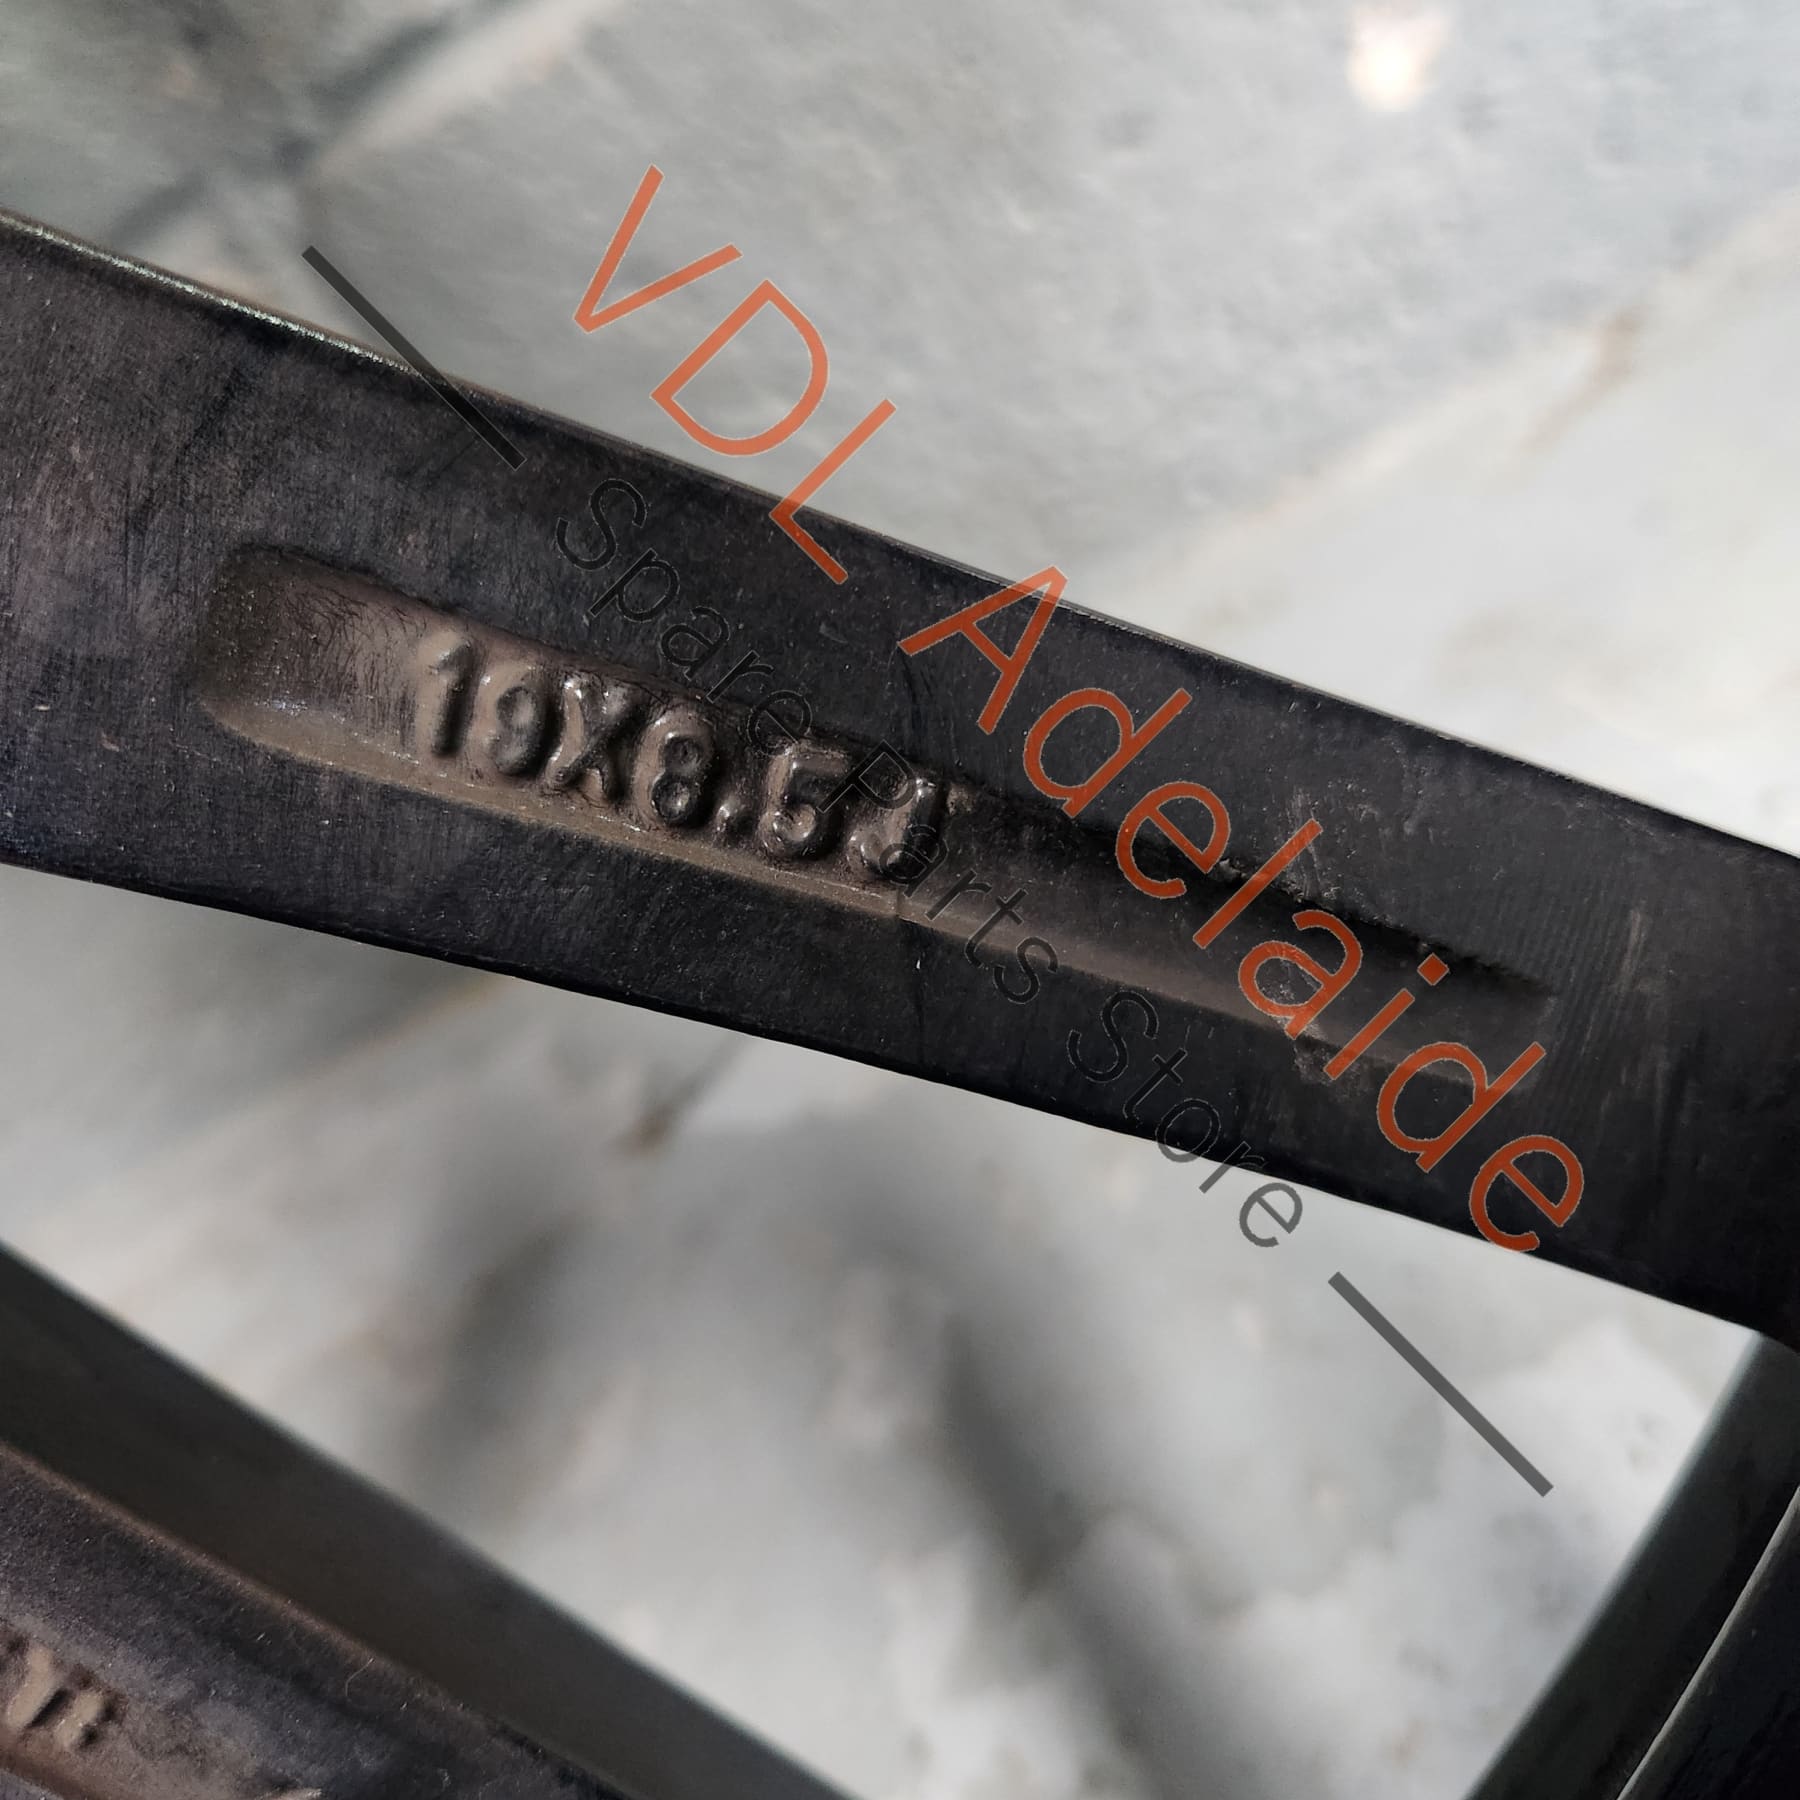 VDL Adelaide
Spare Parts Store
19X8.5J